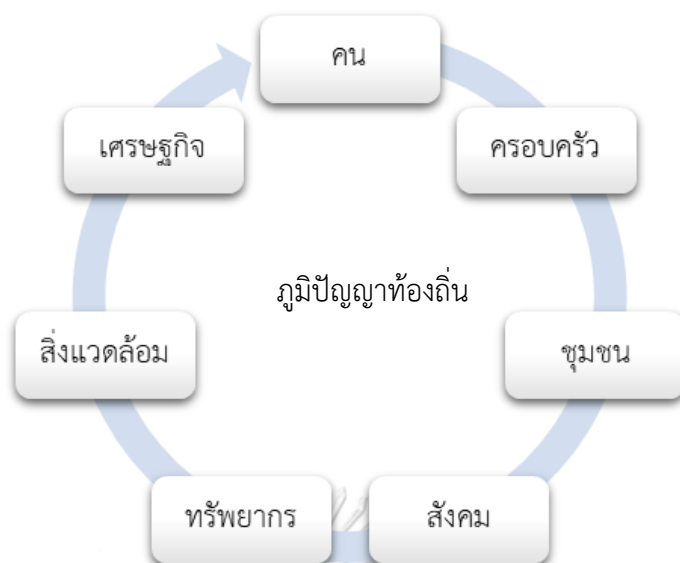 คน
ครอบครัว
ชุมชน
สังคม
ทรัพยากร
สิ่งแวดล้อม
เศรษฐกิจ
ภูมิปัญญาท้องถิ่น